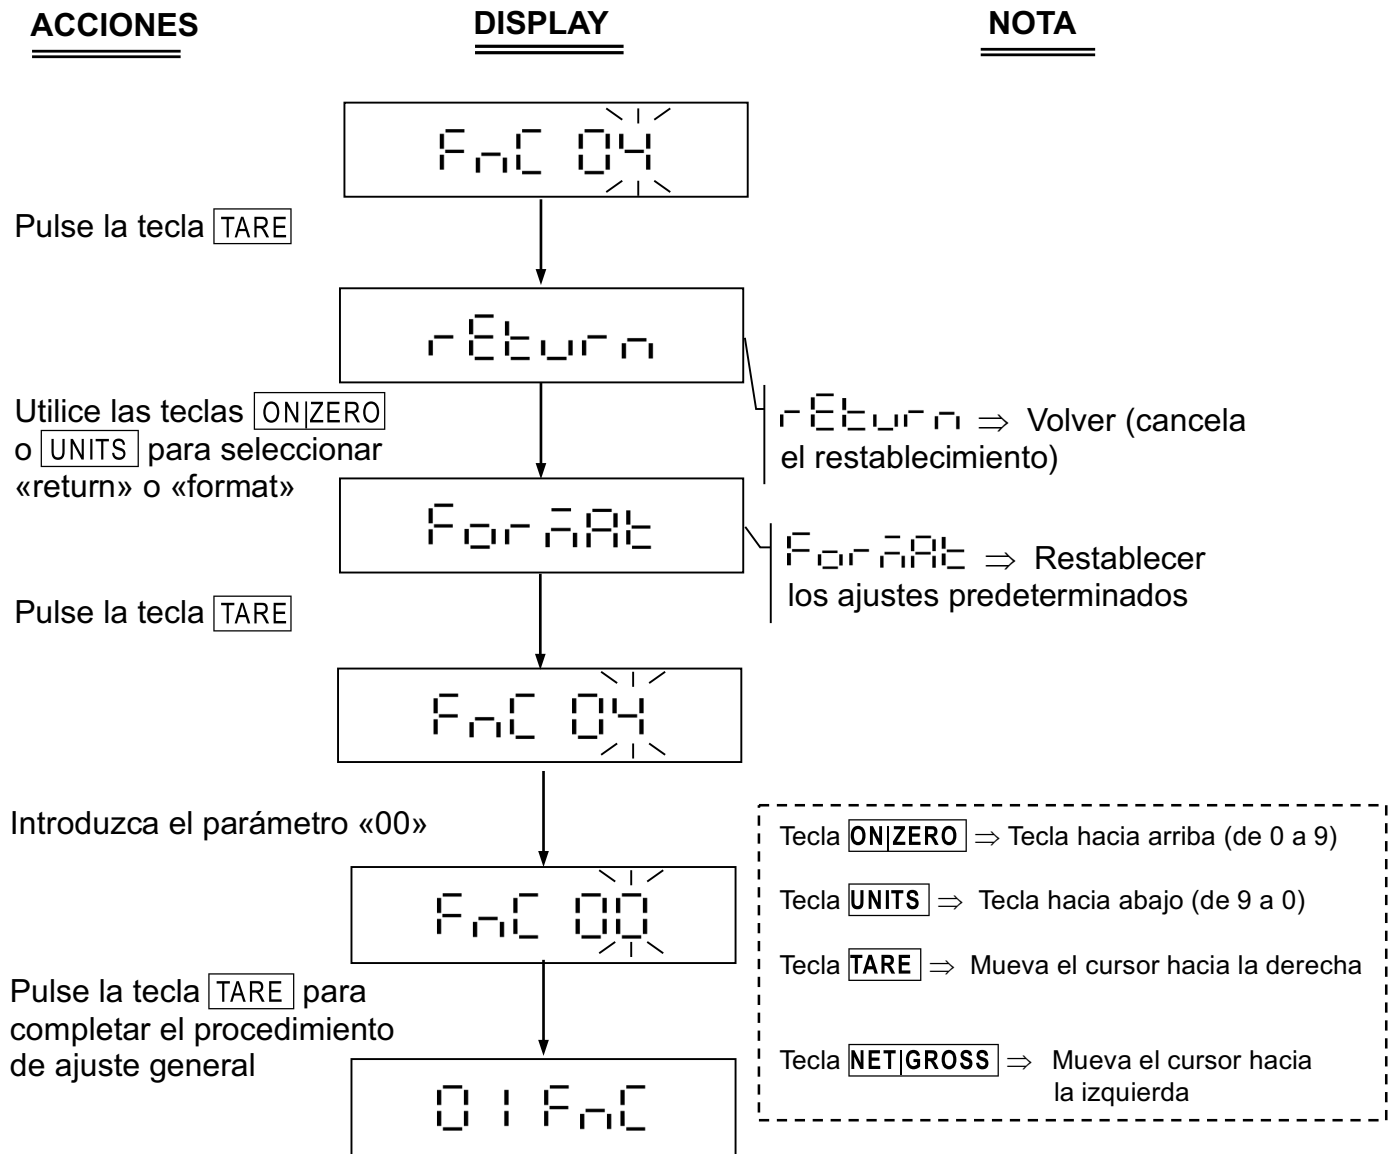 ACCIONES DISPLAY NOTA
FnC 04
Pulse la tecla TARE
rEturn
Utilice las teclas ON|ZERO
o UNITS para seleccionar
«return» o «format»
rEturn ⇒ Volver (cancela
el restablecimiento)
FormAt
FormAt ⇒ Restablecer
los ajustes predeterminados
Pulse la tecla TARE
FnC 04
Introduzca el parámetro «00»
FnC 00
Pulse la tecla TARE para
completar el procedimiento
de ajuste general
01 FnC
Tecla ON|ZERO ⇒ Tecla hacia arriba (de 0 a 9)
Tecla UNITS ⇒ Tecla hacia abajo (de 9 a 0)
Tecla TARE ⇒ Mueva el cursor hacia la derecha
Tecla NET|GROSS ⇒ Mueva el cursor hacia
la izquierda